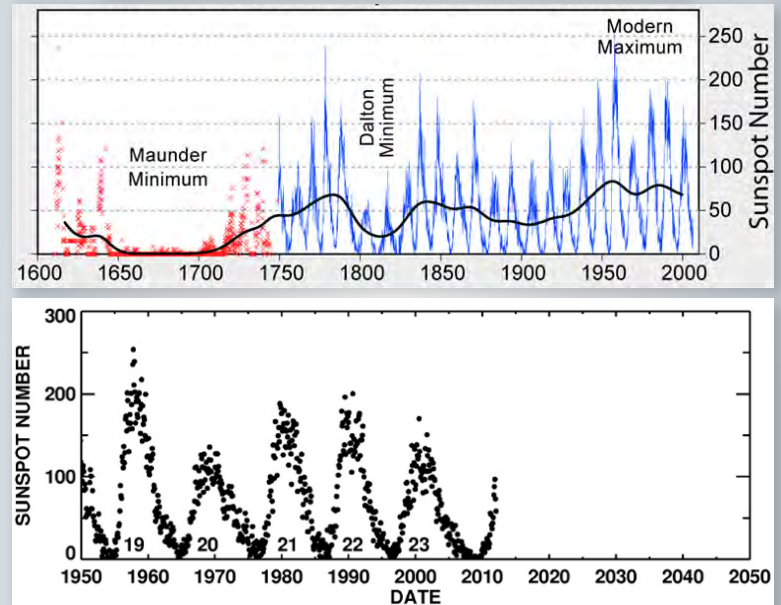 Modern
Maximum
250
200
150
100
50
0
Sunspot Number
Dalton
Minimum
Maunder
Minimum
1600 1650 1700 1750 1800 1850 1900 1950 2000
300
200
100
0
SUNSPOT NUMBER
19 20 21 22 23
1950 1960 1970 1980 1990 2000 2010 2020 2030 2040 2050
DATE